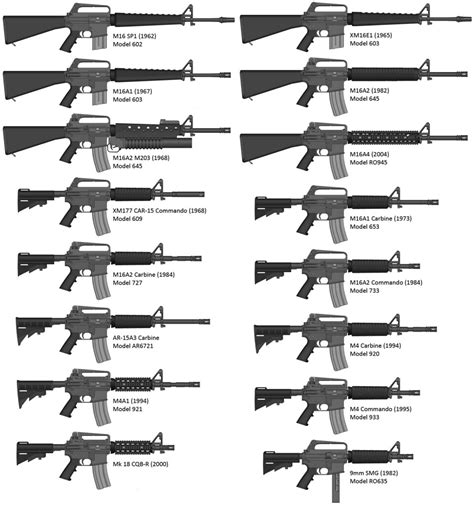 M16 SP1 (1962)
Model 602
XM16E1 (1965)
Model 603
M16A1 (1967)
Model 603
M16A2 (1982)
Model 645
M16A2 M203 (1968)
Model 645
M16A4 (2004)
Model RO945
XM177 CAR-15 Commando (1968)
Model 609
M16A1 Carbine (1973)
Model 653
M16A2 Carbine (1984)
Model 727
M16A2 Commando (1984)
Model 733
AR-15A3 Carbine
Model AR6721
M4 Carbine (1994)
Model 920
M4A1 (1994)
Model 921
M4 Commando (1995)
Model 933
Mk 18 CQB-R (2000)
9mm SMG (1982)
Model RO635